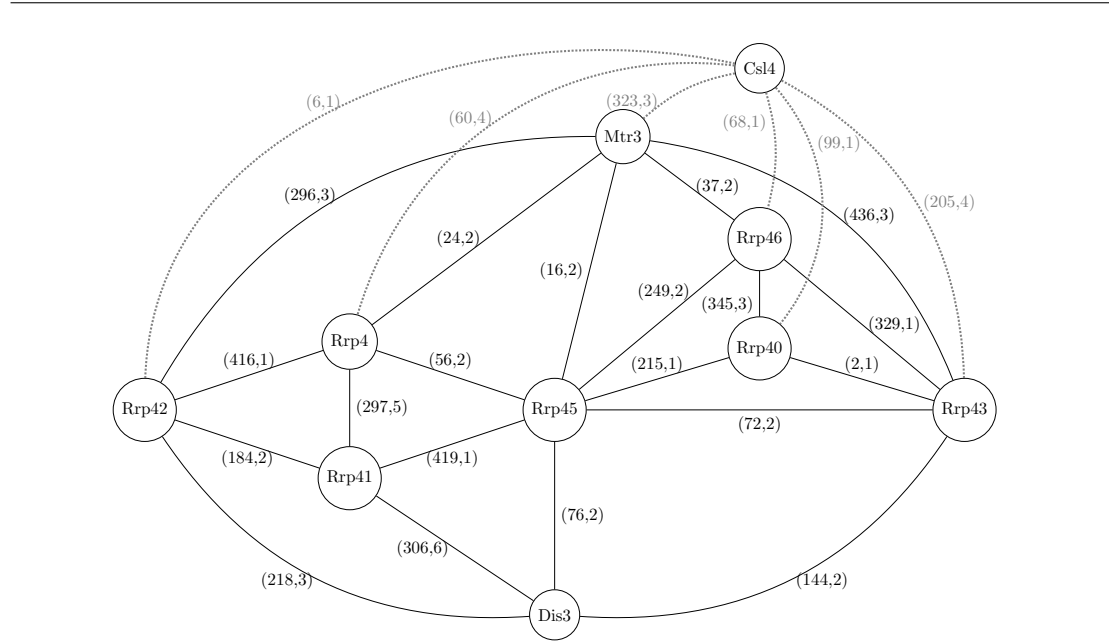 Csl4
(6,1)
(323,3)
(60,4)
(68,1)
Mtr3
(99,1)
(37,2)
(296,3)
(205,4)
(436,3)
(24,2)
Rrp46
(16,2)
(249,2)
(345,3)
(329,1)
Rrp4
Rrp40
(416,1)
(56,2)
(215,1)
(2,1)
Rrp42
(297,5)
Rrp45
Rrp43
(72,2)
(184,2)
(419,1)
Rrp41
(76,2)
(306,6)
(218,3)
(144,2)
Dis3